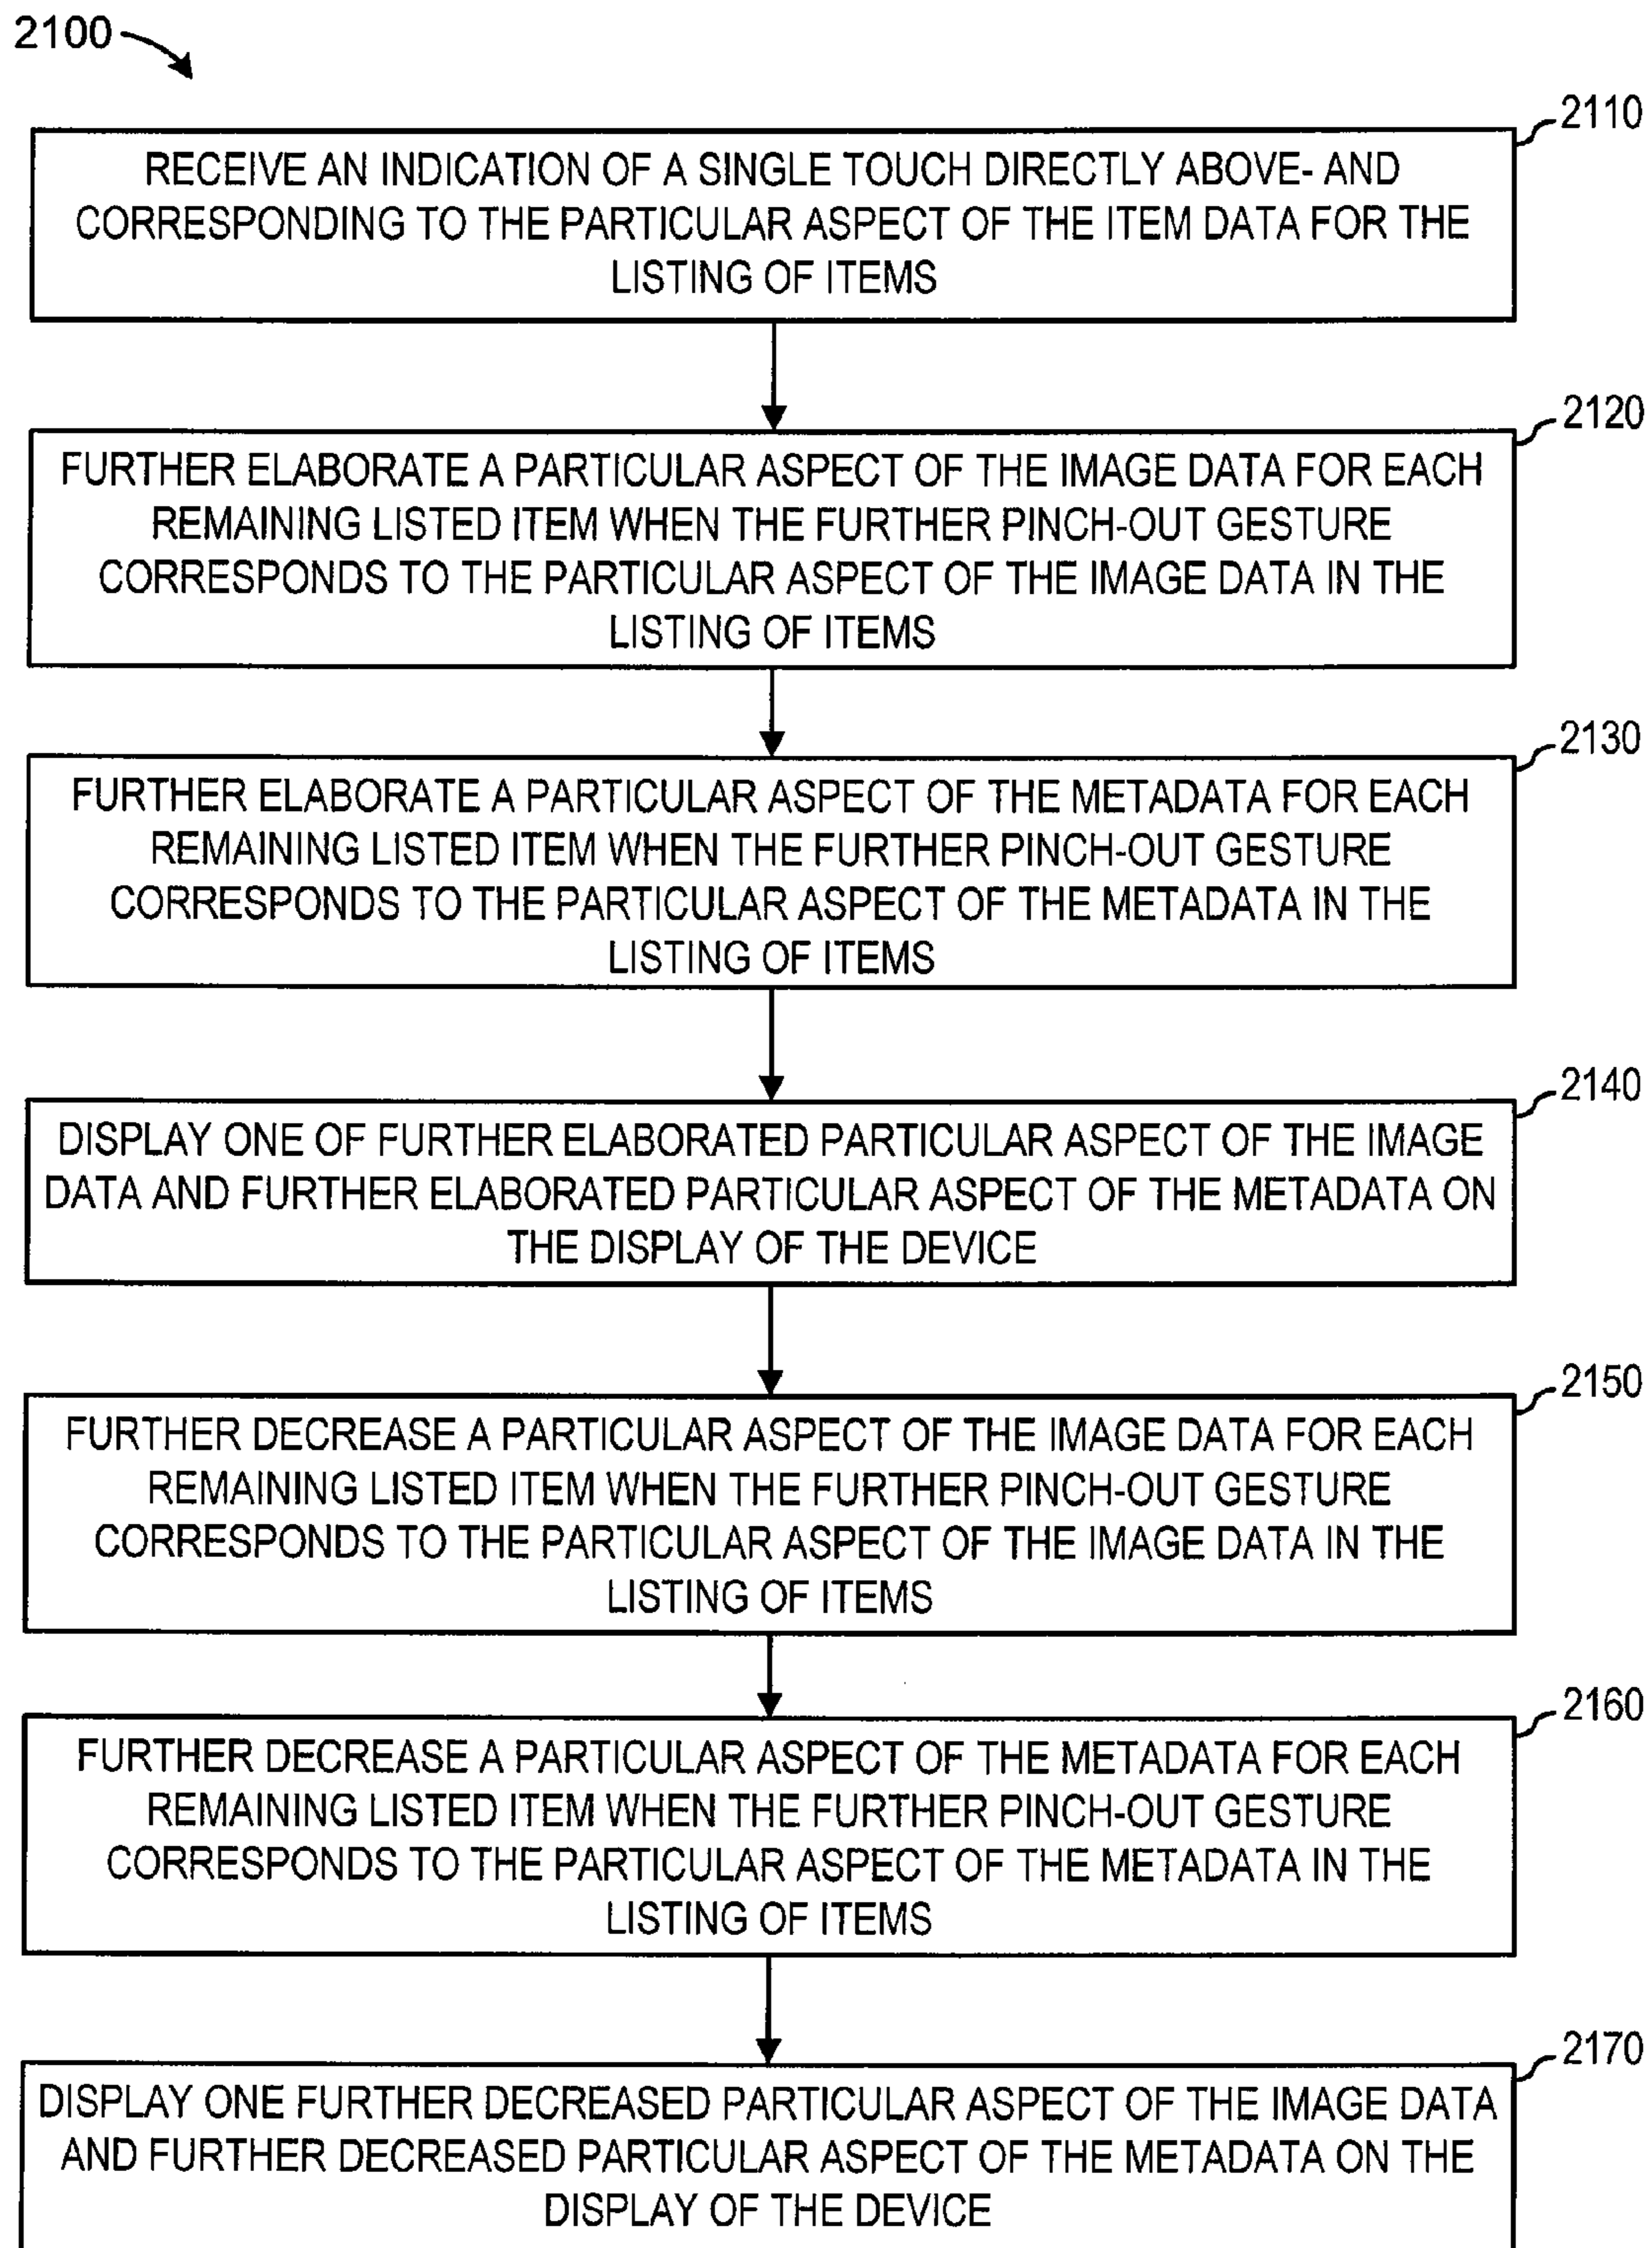 2100
2110
RECEIVE AN INDICATION OF A SINGLE TOUCH DIRECTLY ABOVE- AND
CORRESPONDING TO THE PARTICULAR ASPECT OF THE ITEM DATA FOR THE
LISTING OF ITEMS
2120
FURTHER ELABORATE A PARTICULAR ASPECT OF THE IMAGE DATA FOR EACH
REMAINING LISTED ITEM WHEN THE FURTHER PINCH-OUT GESTURE
CORRESPONDS TO THE PARTICULAR ASPECT OF THE IMAGE DATA IN THE
LISTING OF ITEMS
2130
FURTHER ELABORATE A PARTICULAR ASPECT OF THE METADATA FOR EACH
REMAINING LISTED ITEM WHEN THE FURTHER PINCH-OUT GESTURE
CORRESPONDS TO THE PARTICULAR ASPECT OF THE METADATA IN THE
LISTING OF ITEMS
2140
DISPLAY ONE OF FURTHER ELABORATED PARTICULAR ASPECT OF THE IMAGE
DATA AND FURTHER ELABORATED PARTICULAR ASPECT OF THE METADATA ON
THE DISPLAY OF THE DEVICE
2150
FURTHER DECREASE A PARTICULAR ASPECT OF THE IMAGE DATA FOR EACH
REMAINING LISTED ITEM WHEN THE FURTHER PINCH-OUT GESTURE
CORRESPONDS TO THE PARTICULAR ASPECT OF THE IMAGE DATA IN THE
LISTING OF ITEMS
2160
FURTHER DECREASE A PARTICULAR ASPECT OF THE METADATA FOR EACH
REMAINING LISTED ITEM WHEN THE FURTHER PINCH-OUT GESTURE
CORRESPONDS TO THE PARTICULAR ASPECT OF THE METADATA IN THE
LISTING OF ITEMS
2170
DISPLAY ONE FURTHER DECREASED PARTICULAR ASPECT OF THE IMAGE DATA
AND FURTHER DECREASED PARTICULAR ASPECT OF THE METADATA ON THE
DISPLAY OF THE DEVICE